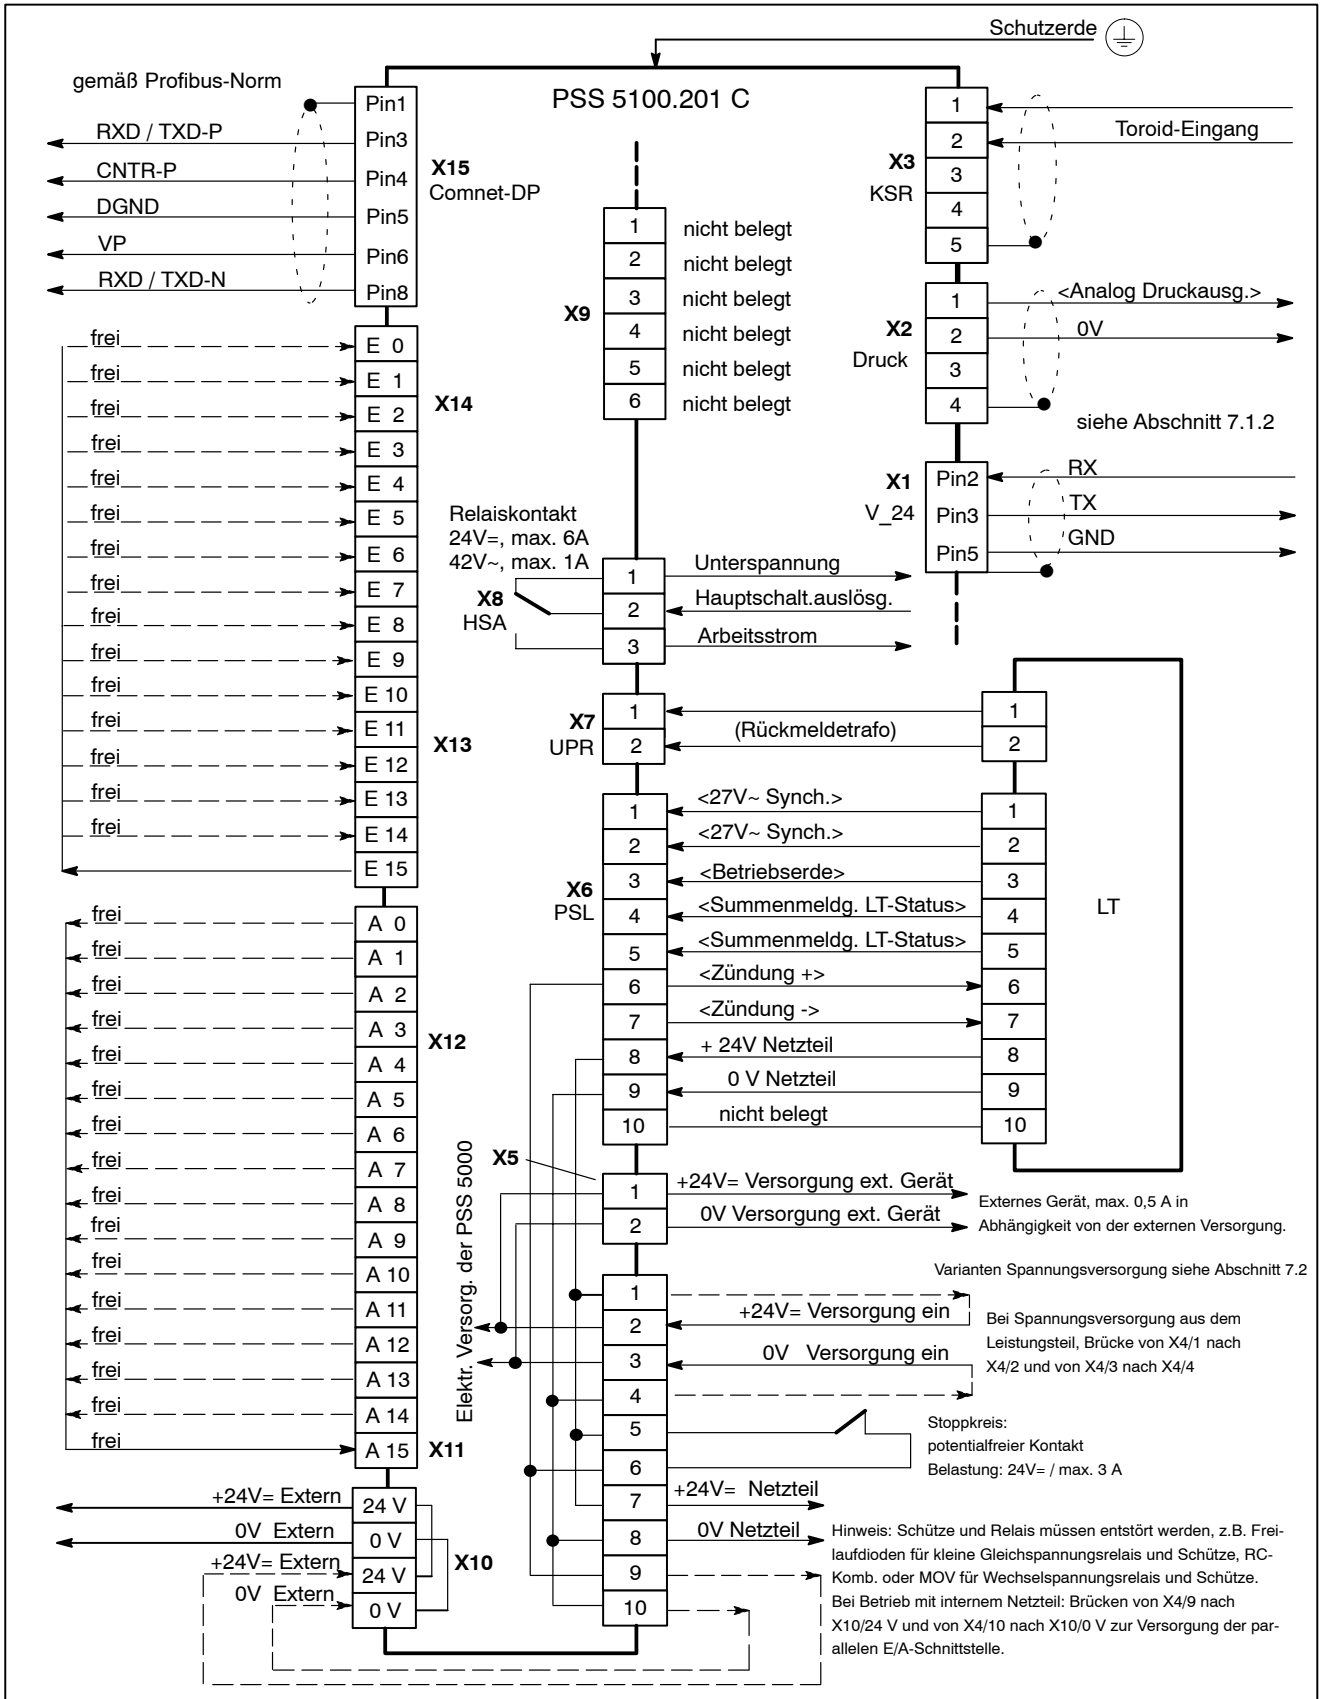 Schutzerde
gemäß Profibus-Norm
PSS 5100.201 C
Pin1
RXD / TXD-P
Pin3
CNTR-P
Pin4
DGND
Pin5
VP
Pin6
RXD / TXD-N
Pin8
X15
Comnet-DP
frei
E 0
frei
E 1
frei
E 2
frei
E 3
frei
E 4
frei
E 5
frei
E 6
frei
E 7
frei
E 8
frei
E 9
frei
E 10
frei
E 11
frei
E 12
frei
E 13
frei
E 14
E 15
X14
X13
frei
A 0
frei
A 1
frei
A 2
frei
A 3
frei
A 4
frei
A 5
frei
A 6
frei
A 7
frei
A 8
frei
A 9
frei
A 10
frei
A 11
frei
A 12
frei
A 13
frei
A 14
frei
A 15
X12
X11
+24V= Extern
24 V
0V Extern
0 V
+24V= Extern
24 V
0V Extern
0 V
X10
X9
1
nicht belegt
2
nicht belegt
3
nicht belegt
4
nicht belegt
5
nicht belegt
6
nicht belegt
Relaiskontakt
24V=, max. 6A
42V~, max. 1A
X8
HSA
1
Unterspannung
2
Hauptschalt.auslösg.
3
Arbeitsstrom
X7
UPR
1
2
(Rückmeldetrafo)
1
2
X6
PSL
1
<27V~ Synch.>
1
2
<27V~ Synch.>
2
3
<Betriebserde>
3
4
<Summenmeldg. LT-Status>
4
5
<Summenmeldg. LT-Status>
5
6
<Zündung +>
6
7
<Zündung ->
7
8
+ 24V Netzteil
8
9
0 V Netzteil
9
10
nicht belegt
10
LT
X5
1
+24V= Versorgung ext. Gerät
2
0V Versorgung ext. Gerät
Externes Gerät, max. 0,5 A in
Abhängigkeit von der externen Versorgung.
Elektr. Versorg. der PSS 5000
Varianten Spannungsversorgung siehe Abschnitt 7.2
1
2
+24V= Versorgung ein
3
0V Versorgung ein
4
Bei Spannungsversorgung aus dem
Leistungsteil, Brücke von X4/1 nach
X4/2 und von X4/3 nach X4/4
5
6
Stoppkreis:
potentialfreier Kontakt
Belastung: 24V= / max. 3 A
7
+24V= Netzteil
8
0V Netzteil
9
10
Hinweis: Schütze und Relais müssen entstört werden, z.B. Frei-
laufdioden für kleine Gleichspannungsrelais und Schütze, RC-
Komb. oder MOV für Wechselspannungsrelais und Schütze.
Bei Betrieb mit internem Netzteil: Brücken von X4/9 nach
X10/24 V und von X4/10 nach X10/0 V zur Versorgung der par-
allelen E/A-Schnittstelle.
X3
KSR
1
2
Toroid-Eingang
3
4
5
X2
Druck
1
<Analog Druckausg.>
2
0V
3
4
siehe Abschnitt 7.1.2
X1
V_24
Pin2
RX
Pin3
TX
Pin5
GND